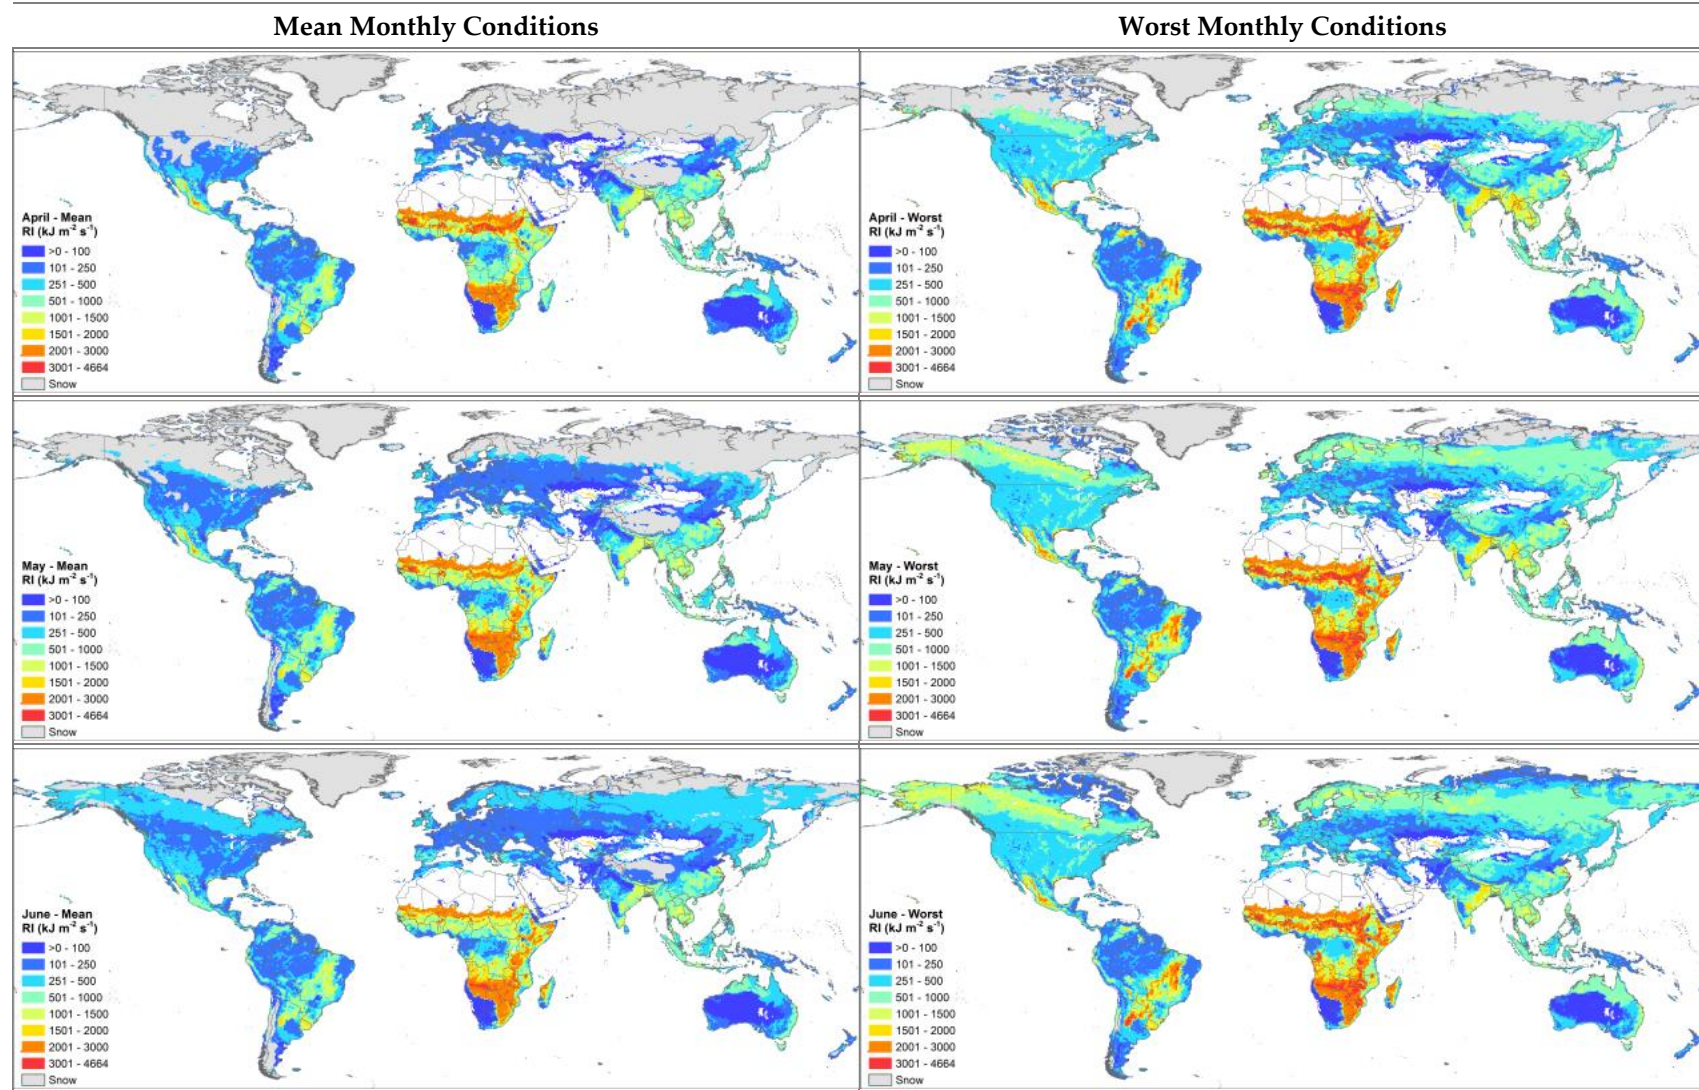 Mean Monthly Conditions
Worst Monthly Conditions
April - Mean
RI (kJ m⁻² s⁻¹)
>0 - 100
101 - 250
251 - 500
501 - 1000
1001 - 1500
1501 - 2000
2001 - 3000
3001 - 4664
Snow
April - Worst
RI (kJ m⁻² s⁻¹)
>0 - 100
101 - 250
251 - 500
501 - 1000
1001 - 1500
1501 - 2000
2001 - 3000
3001 - 4664
Snow
May - Mean
RI (kJ m⁻² s⁻¹)
>0 - 100
101 - 250
251 - 500
501 - 1000
1001 - 1500
1501 - 2000
2001 - 3000
3001 - 4664
Snow
May - Worst
RI (kJ m⁻² s⁻¹)
>0 - 100
101 - 250
251 - 500
501 - 1000
1001 - 1500
1501 - 2000
2001 - 3000
3001 - 4664
Snow
June - Mean
RI (kJ m⁻² s⁻¹)
>0 - 100
101 - 250
251 - 500
501 - 1000
1001 - 1500
1501 - 2000
2001 - 3000
3001 - 4664
Snow
June - Worst
RI (kJ m⁻² s⁻¹)
>0 - 100
101 - 250
251 - 500
501 - 1000
1001 - 1500
1501 - 2000
2001 - 3000
3001 - 4664
Snow